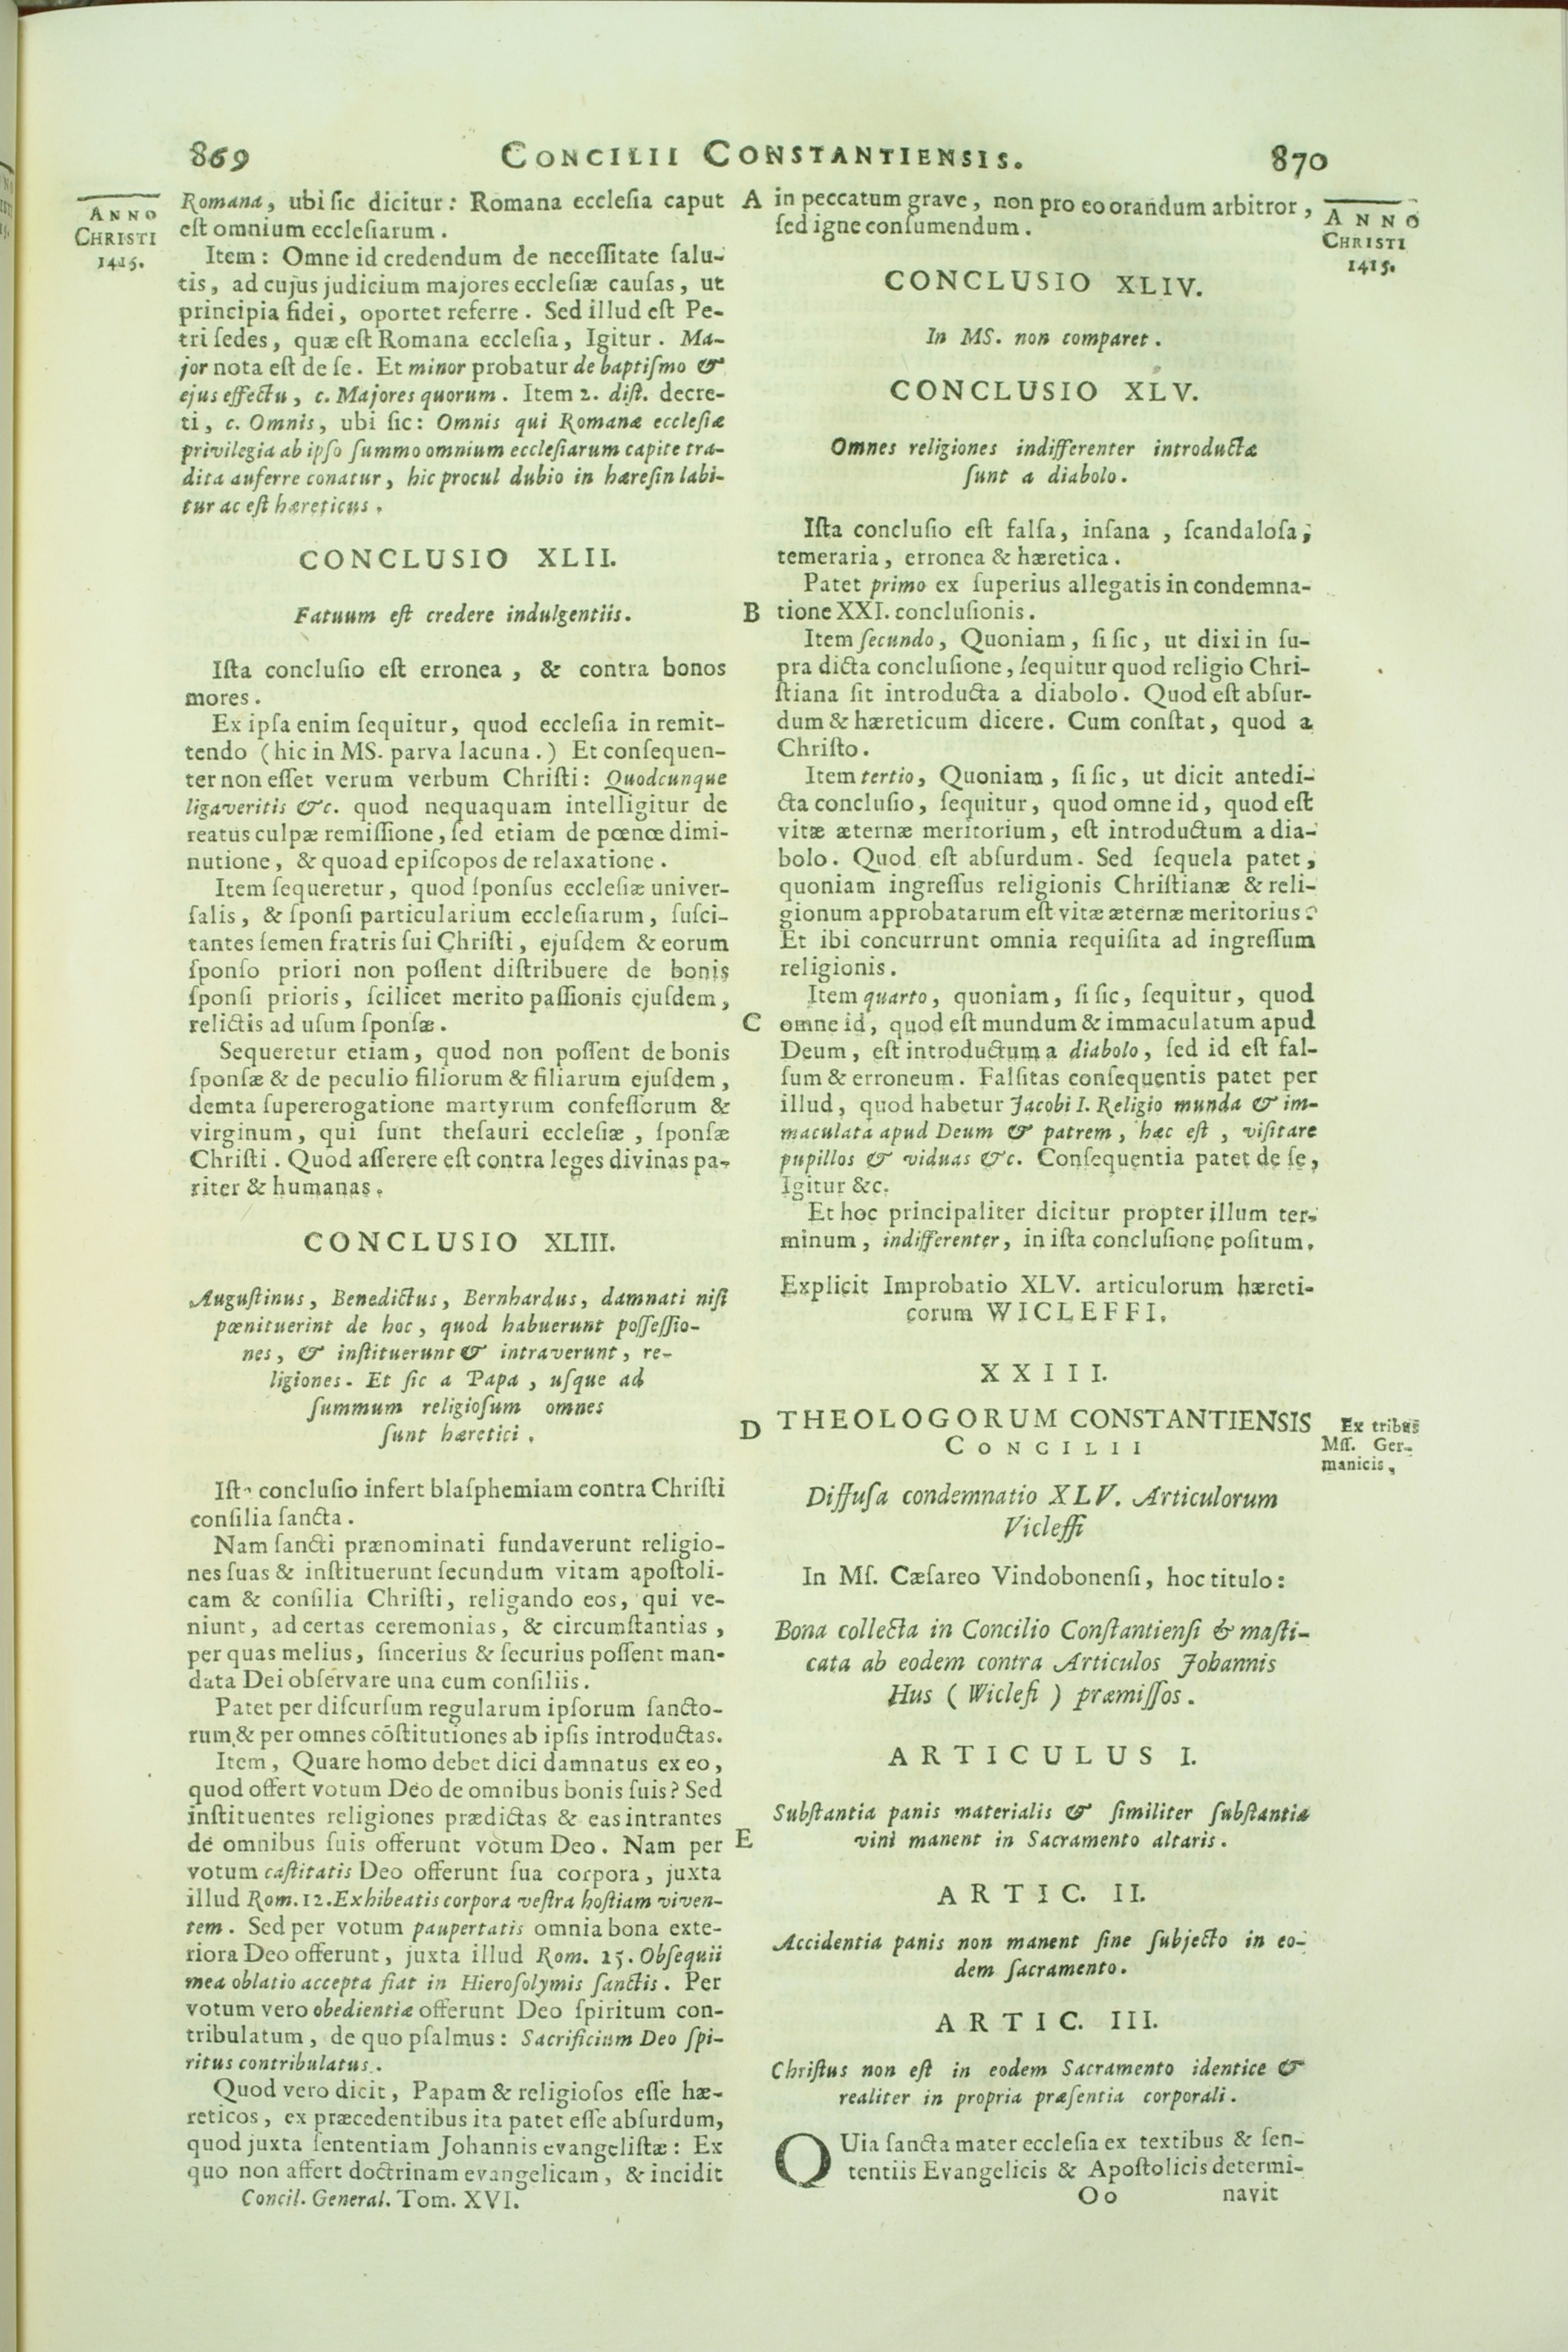 869
CONCILII CONSTANTIENSIS.
870
ANNO
CHRISTI
1415.
Romana, ubi ſic dicitur: Romana eccleſia caput
eſt omnium eccleſiarum.
Item: Omne id credendum de neceſſitate ſalu-
tis, ad cujus judicium majores eccleſiæ cauſas, ut
principia fidei, oportet referre. Sed illud eſt Pe-
tri ſedes, quæ eſt Romana eccleſia, Igitur. Ma-
jor nota eſt de ſe. Et minor probatur de baptiſmo &
ejus effectu, c. Majores quorum. Item 2. diſt. decre-
ti, c. Omnis, ubi ſic: Omnis qui Romanæ eccleſiæ
privilegia ab ipſo ſummo omnium eccleſiarum capite tra-
dita auferre conatur, hic procul dubio in hæreſin labi-
tur ac eſt hæreticus.
CONCLUSIO XLII.
Fatuum eſt credere indulgentiis.
Iſta concluſio eſt erronea, & contra bonos
mores.
Ex ipſa enim ſequitur, quod eccleſia in remit-
tendo (hic in MS. parva lacuna.) Et conſequen-
ter non eſſet verum verbum Chriſti: Quodcunque
ligaveritis &c. quod nequaquam intelligitur de
reatus culpæ remiſſione, ſed etiam de pœnœ dimi-
nutione, & quoad epiſcopos de relaxatione.
Item ſequeretur, quod ſponſus eccleſiæ univer-
ſalis, & ſponſi particularium eccleſiarum, ſuſci-
tantes ſemen fratris ſui Chriſti, ejuſdem & eorum
ſponſo priori non poſſent diſtribuere de bonis
ſponſi prioris, ſcilicet merito paſſionis ejuſdem,
relictis ad uſum ſponſæ.
Sequeretur etiam, quod non poſſent de bonis
ſponſæ & de peculio filiorum & filiarum ejuſdem,
demta ſupererogatione martyrum confeſſorum &
virginum, qui ſunt theſauri eccleſiæ, ſponſæ
Chriſti. Quod aſſerere eſt contra leges divinas pa-
riter & humanas.
CONCLUSIO XLIII.
Auguſtinus, Benedictus, Bernhardus, damnati niſi
pœnituerint de hoc, quod habuerunt poſſeſſio-
nes, & inſtituerunt & intraverunt, re-
ligiones. Et ſic a Papa, uſque ad
ſummum religioſum omnes
ſunt hæretici.
Iſta concluſio infert blaſphemiam contra Chriſti
conſilia ſancta.
Nam ſancti prænominati fundaverunt religio-
nes ſuas & inſtituerunt ſecundum vitam apoſtoli-
cam & conſilia Chriſti, religando eos, qui ve-
niunt, ad certas ceremonias, & circumſtantias,
per quas melius, ſincerius & ſecurius poſſent man-
data Dei obſervare una cum conſiliis.
Patet per diſcurſum regularum ipſorum ſancto-
rum & per omnes cõſtitutiones ab ipſis introductas.
Item, Quare homo debet dici damnatus ex eo,
quod offert votum Deo de omnibus bonis ſuis? Sed
inſtituentes religiones prædictas & eas intrantes
de omnibus ſuis offerunt votum Deo. Nam per
votum caſtitatis Deo offerunt ſua corpora, juxta
illud Rom. 12. Exhibeatis corpora veſtra hoſtiam viven-
tem. Sed per votum paupertatis omnia bona exte-
riora Deo offerunt, juxta illud Rom. 15. Obſequii
mea oblatio accepta fiat in Hieroſolymis ſanctis. Per
votum vero obedientiæ offerunt Deo ſpiritum con-
tribulatum, de quo pſalmus: Sacrificium Deo ſpi-
ritus contribulatus.
Quod vero dicit, Papam & religioſos eſſe hæ-
reticos, ex præcedentibus ita patet eſſe abſurdum,
quod juxta ſententiam Johannis evangeliſtæ: Ex
quo non affert doctrinam evangelicam, & incidit
Concil. General. Tom. XVI.
A
B
C
D
E
in peccatum grave, non pro eo orandum arbitror,
ſed igne conſumendum.
ANNO
CHRISTI
1415.
CONCLUSIO XLIV.
In MS. non comparet.
CONCLUSIO XLV.
Omnes religiones indifferenter introductæ
ſunt a diabolo.
Iſta concluſio eſt falſa, inſana, ſcandaloſa,
temeraria, erronea & hæretica.
Patet primo ex ſuperius allegatis in condemna-
tione XXI. concluſionis.
Item ſecundo, Quoniam, ſi ſic, ut dixi in ſu-
pra dicta concluſione, ſequitur quod religio Chri-
ſtiana ſit introducta a diabolo. Quod eſt abſur-
dum & hæreticum dicere. Cum conſtat, quod a
Chriſto.
Item tertio, Quoniam, ſi ſic, ut dicit antedi-
cta concluſio, ſequitur, quod omne id, quod eſt
vitæ æternæ meritorium, eſt introductum a dia-
bolo. Quod eſt abſurdum. Sed ſequela patet,
quoniam ingreſſus religionis Chriſtianæ & reli-
gionum approbatarum eſt vitæ æternæ meritorius:
Et ibi concurrunt omnia requiſita ad ingreſſum
religionis.
Item quarto, quoniam, ſi ſic, ſequitur, quod
omne id, quod eſt mundum & immaculatum apud
Deum, eſt introductum a diabolo, ſed id eſt fal-
ſum & erroneum. Falſitas conſequentis patet per
illud, quod habetur Jacobi I. Religio munda & im-
maculata apud Deum & patrem, hæc eſt, viſitare
pupillos & viduas &c. Conſequentia patet de ſe,
Igitur &c.
Et hoc principaliter dicitur propter illum ter-
minum, indifferenter, in iſta concluſione poſitum.
Explicit Improbatio XLV. articulorum hæreti-
corum WICLEFFI.
XXIII.
THEOLOGORUM CONSTANTIENSIS
CONCILII
Ex tribus
Mſſ. Ger-
manicis.
Diffuſa condemnatio XLV. Articulorum
Vicleffi
In Mſ. Cæſareo Vindobonenſi, hoc titulo:
Bona collecta in Concilio Conſtantienſi & maſti-
cata ab eodem contra Articulos Johannis
Hus (Wiclefi) præmiſſos.
ARTICULUS I.
Subſtantia panis materialis & ſimiliter ſubſtantia
vini manent in Sacramento altaris.
ARTIC. II.
Accidentia panis non manent ſine ſubjecto in eo-
dem ſacramento.
ARTIC. III.
Chriſtus non eſt in eodem Sacramento identice &
realiter in propria præſentia corporali.
QUia ſancta mater eccleſia ex textibus & ſen-
tentiis Evangelicis & Apoſtolicis determi-
Oo
navit